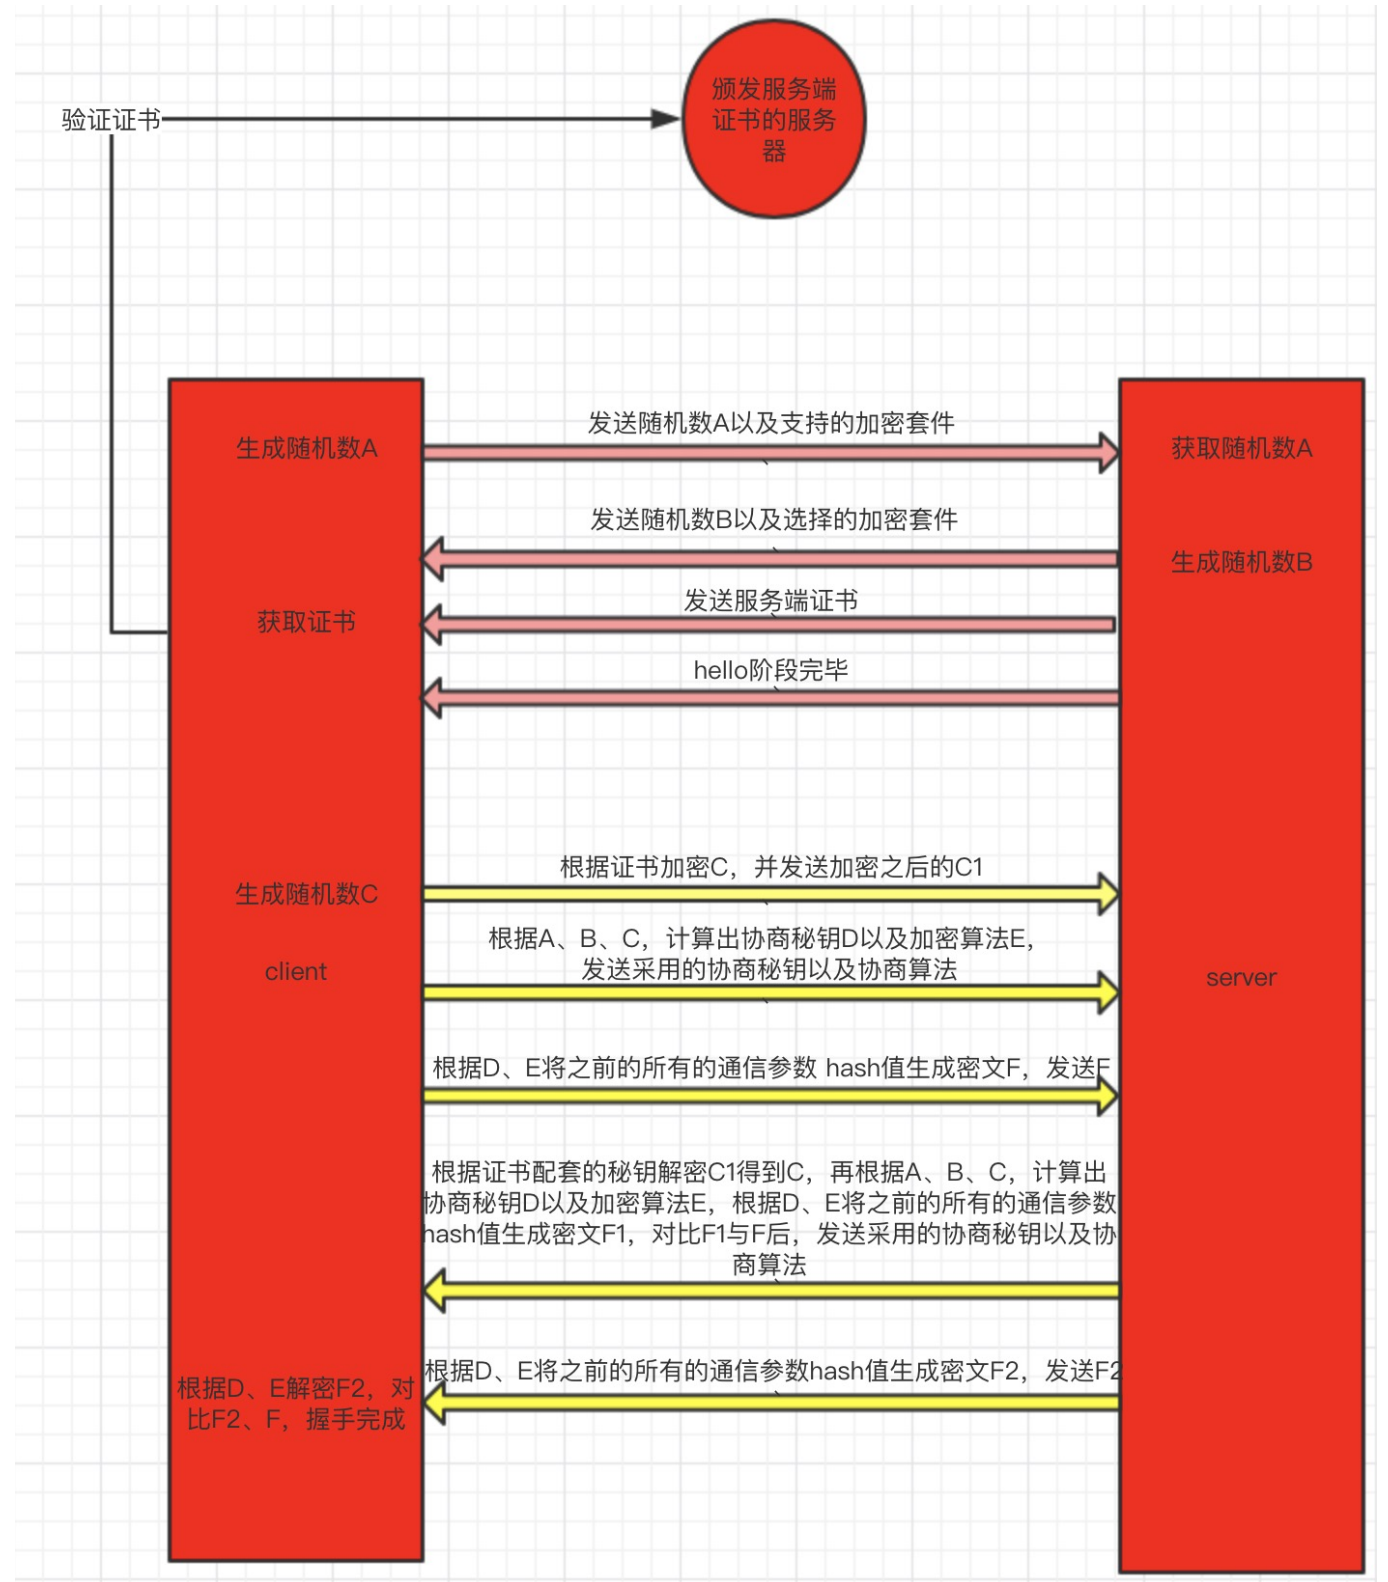 颁发服务端
证书的服务
器
验证证书
发送随机数A以及支持的加密套件
生成随机数A
获取随机数A
发送随机数B以及选择的加密套件
生成随机数B
发送服务端证书
获取证书
hello阶段完毕
根据证书加密C，并发送加密之后的C1
生成随机数C
根据A、B、C，计算出协商秘钥D以及加密算法E，
发送采用的协商秘钥以及协商算法
client
server
根据D、E将之前的所有的通信参数 hash值生成密文F，发送F
根据证书配套的秘钥解密C1得到C，再根据A、B、C，计算出
协商秘钥D以及加密算法E，根据D、E将之前的所有的通信参数
hash值生成密文F1，对比F1与F后，发送采用的协商秘钥以及协
商算法
根据D、E将之前的所有的通信参数hash值生成密文F2，发送F2
根据D、E解密F2，对
比F2、F，握手完成